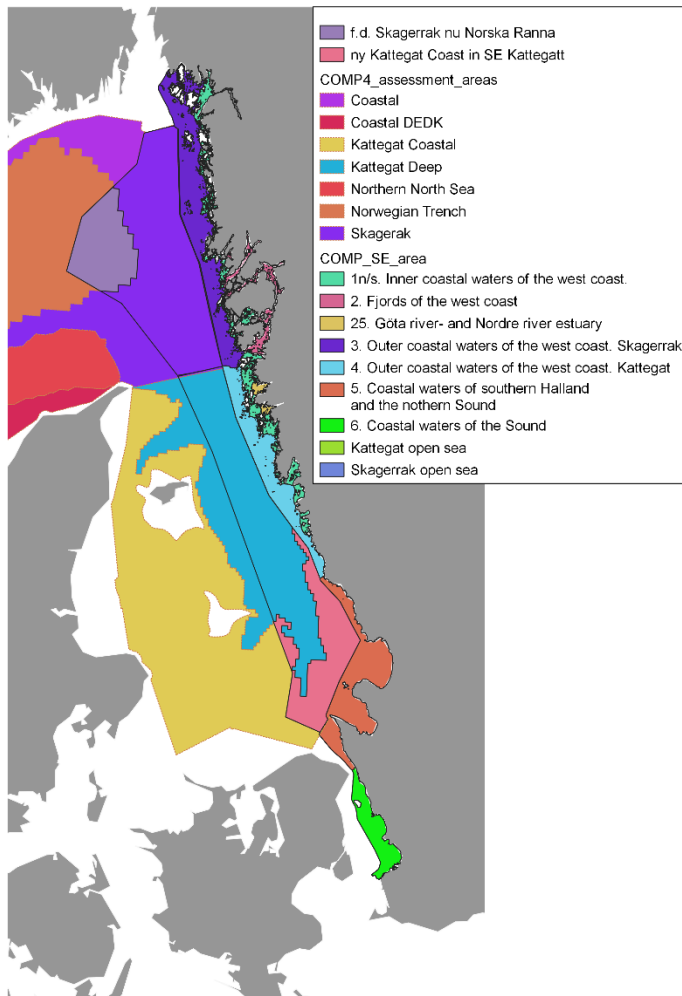 f.d. Skagerrak nu Norska Ranna
ny Kattegat Coast in SE Kattegatt
COMP4_assessment_areas
Coastal
Coastal DEDK
Kattegat Coastal
Kattegat Deep
Northern North Sea
Norwegian Trench
Skagerak
COMP_SE_area
1n/s. Inner coastal waters of the west coast.
2. Fjords of the west coast
25. Göta river- and Nordre river estuary
3. Outer coastal waters of the west coast. Skagerrak
4. Outer coastal waters of the west coast. Kattegat
5. Coastal waters of southern Halland
and the nothern Sound
6. Coastal waters of the Sound
Kattegat open sea
Skagerrak open sea